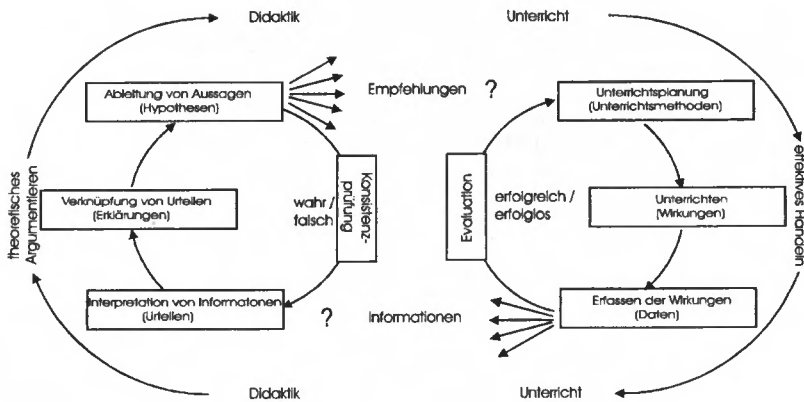 Didaktik
Unterricht
Ableitung von Aussagen
(Hypothesen)
Empfehlungen ?
Unterrichtsplanung
(Unterrichtsmethoden)
theoretisches
Argumentieren
Verknüpfung von Urteilen
(Erklärungen)
wahr /
falsch
Konsistenz-
prüfung
Evaluation
erfolgreich /
erfolglos
Unterrichten
(Wirkungen)
effektives Handeln
Interpretation von Informatonen
(Urteilen)
? Informationen
Erfassen der Wirkungen
(Daten)
Didaktik
Unterricht